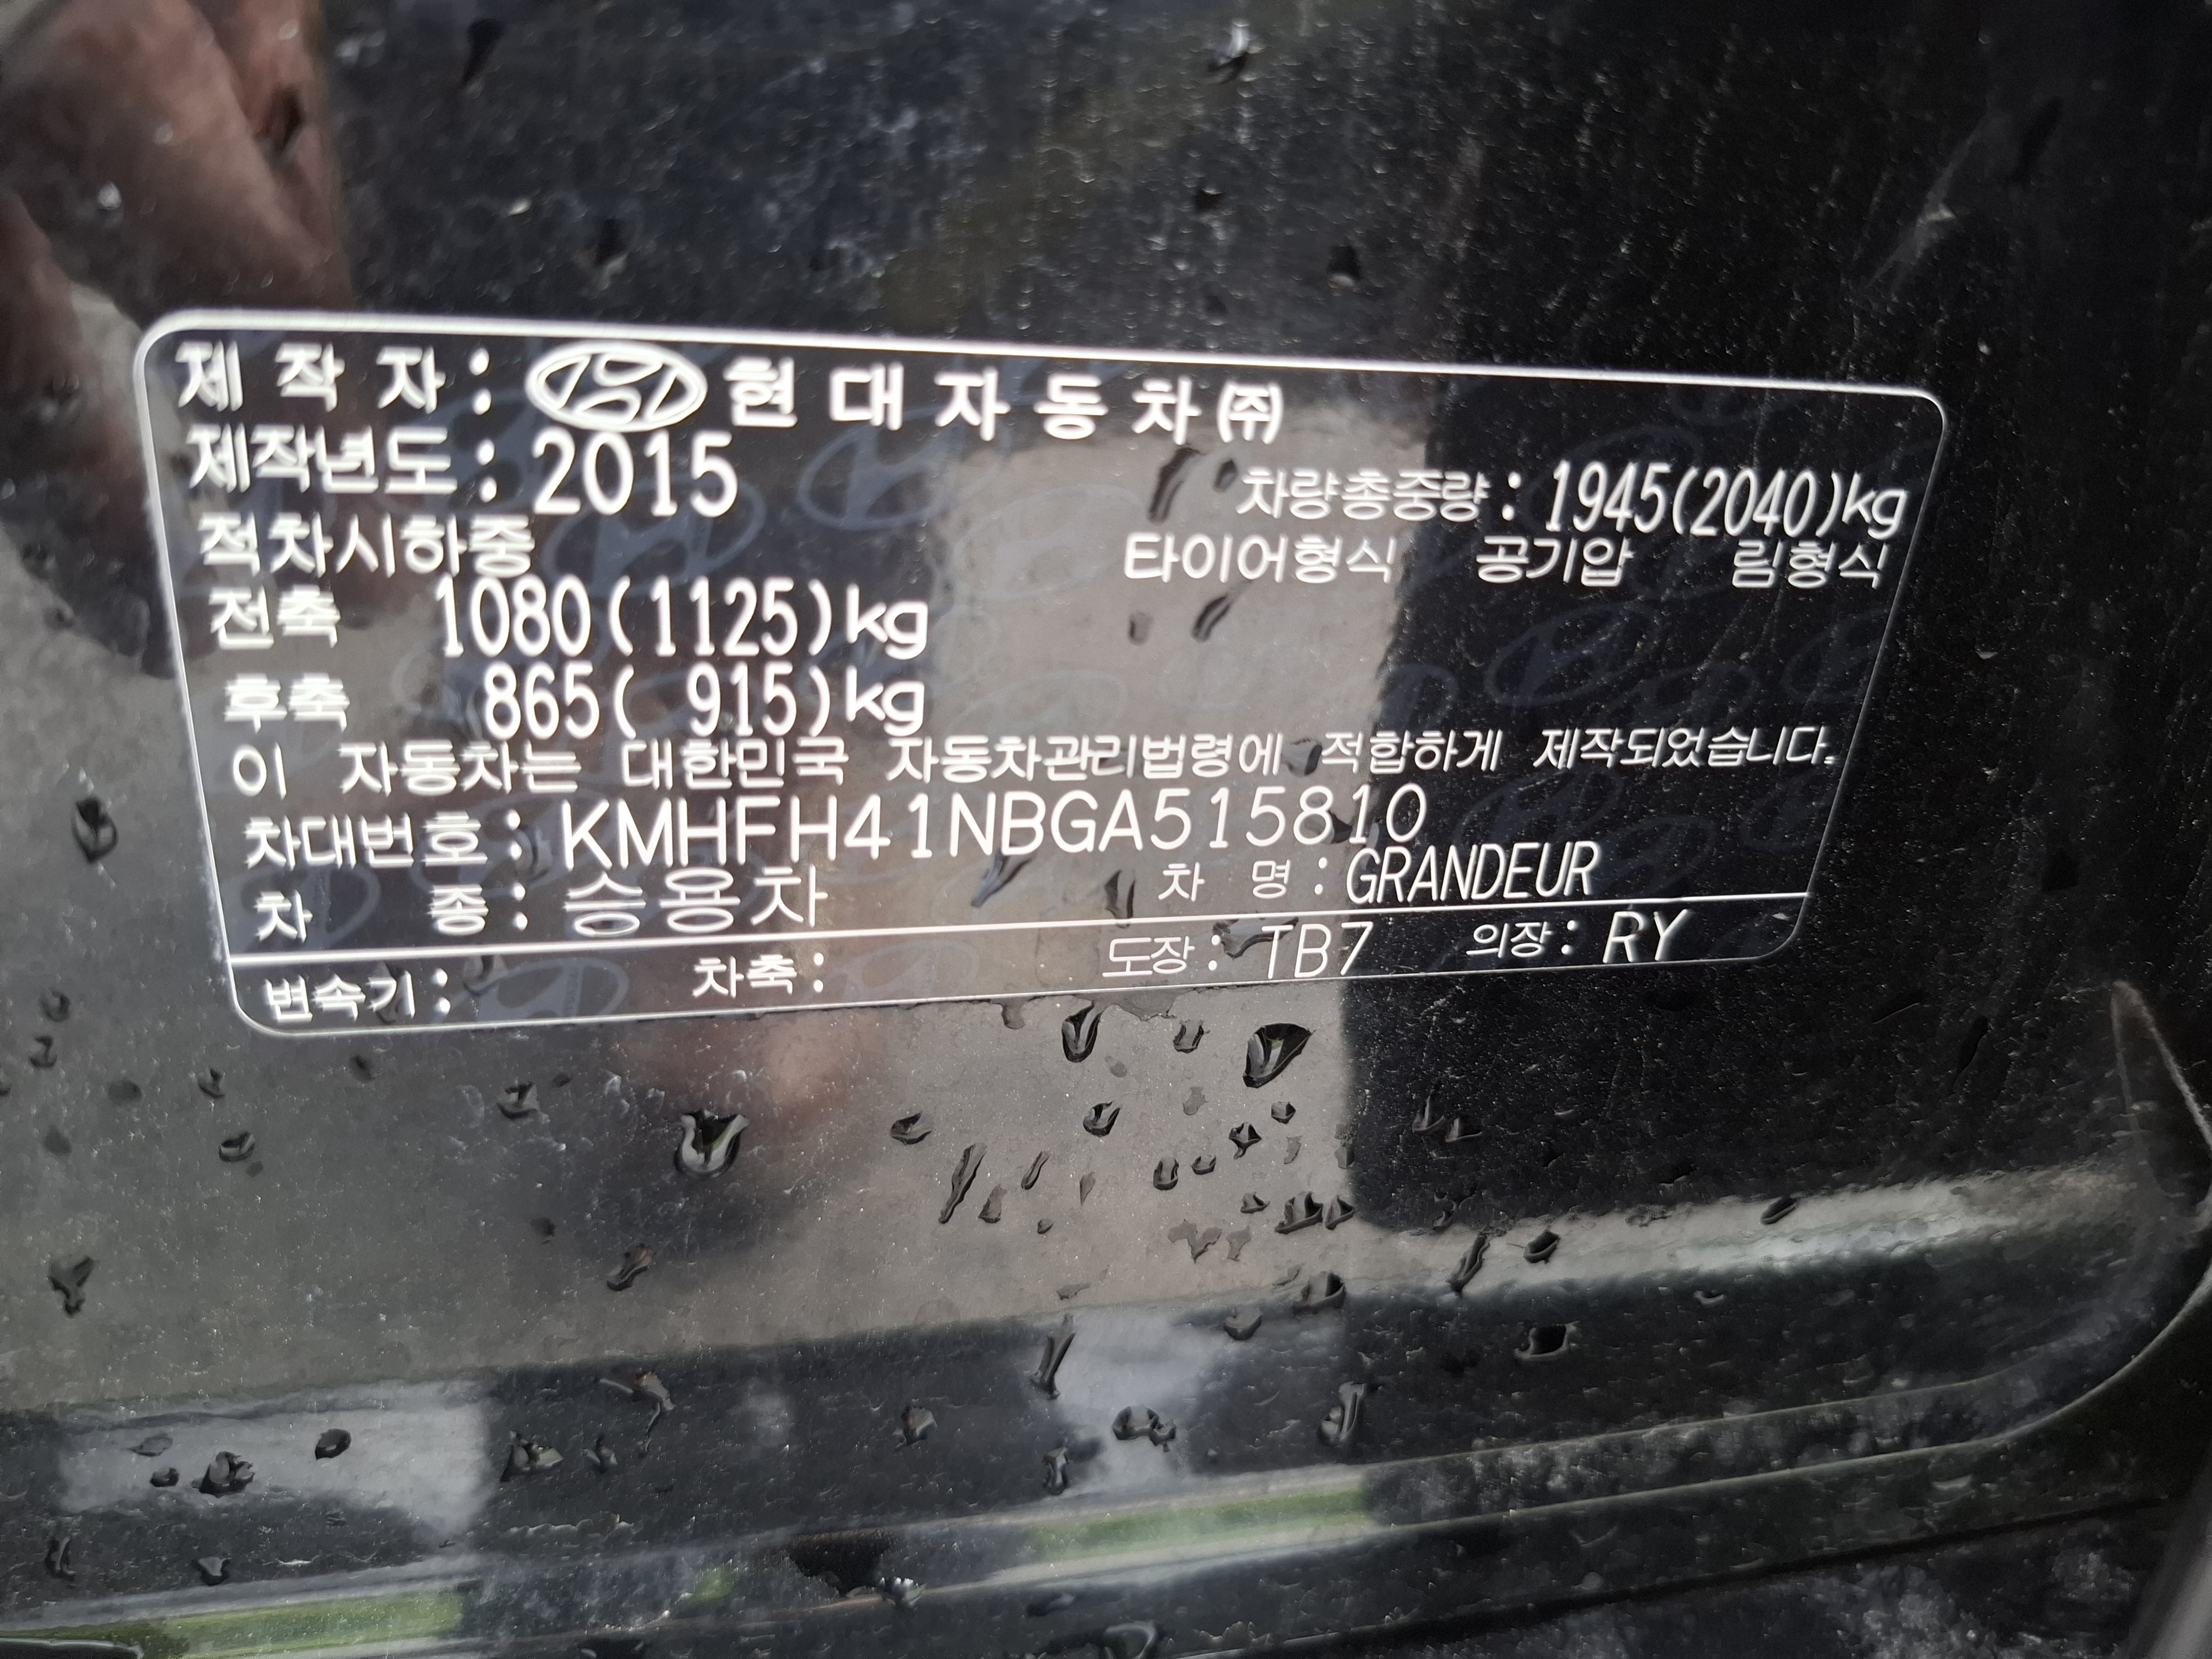 제 작 자 : 현 대 자 동 차 ㈜
제작년도 : 2015
차량총중량 : 1945(2040)kg
적차시하중
타이어형식 공기압 림형식
전축 1080(1125)kg
후축 865( 915)kg
이 자동차는 대한민국 자동차관리법령에 적합하게 제작되었습니다.
차대번호 : KMHFH41NBGA515810
차 종 : 승용차 차 명 : GRANDEUR
변속기 : 차축 : 도장 : TB7 의장 : RY